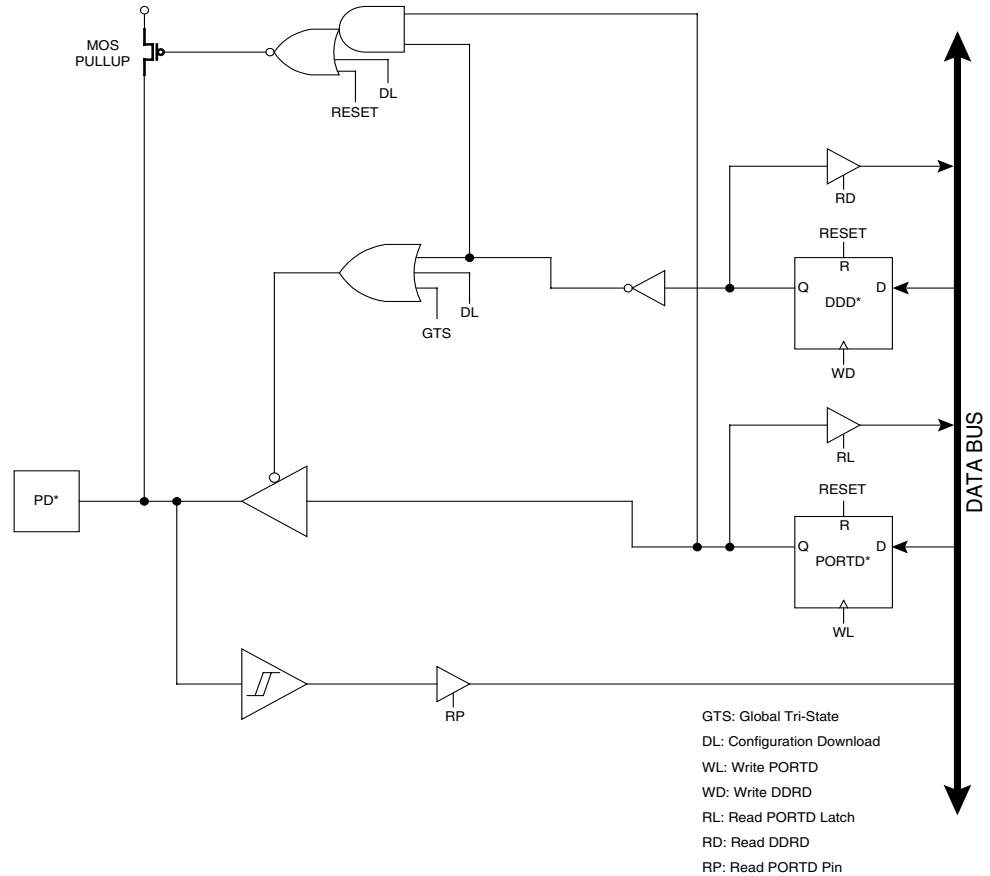 MOS
PULLUP
DL
RESET
RD
RESET
R
Q
DDD*
D
DL
GTS
WD
RL
DATA BUS
RESET
PD*
R
Q
D
PORTD*
WL
RP
GTS: Global Tri-State
DL: Configuration Download
WL: Write PORTD
WD: Write DDRD
RL: Read PORTD Latch
RD: Read DDRD
RP: Read PORTD Pin